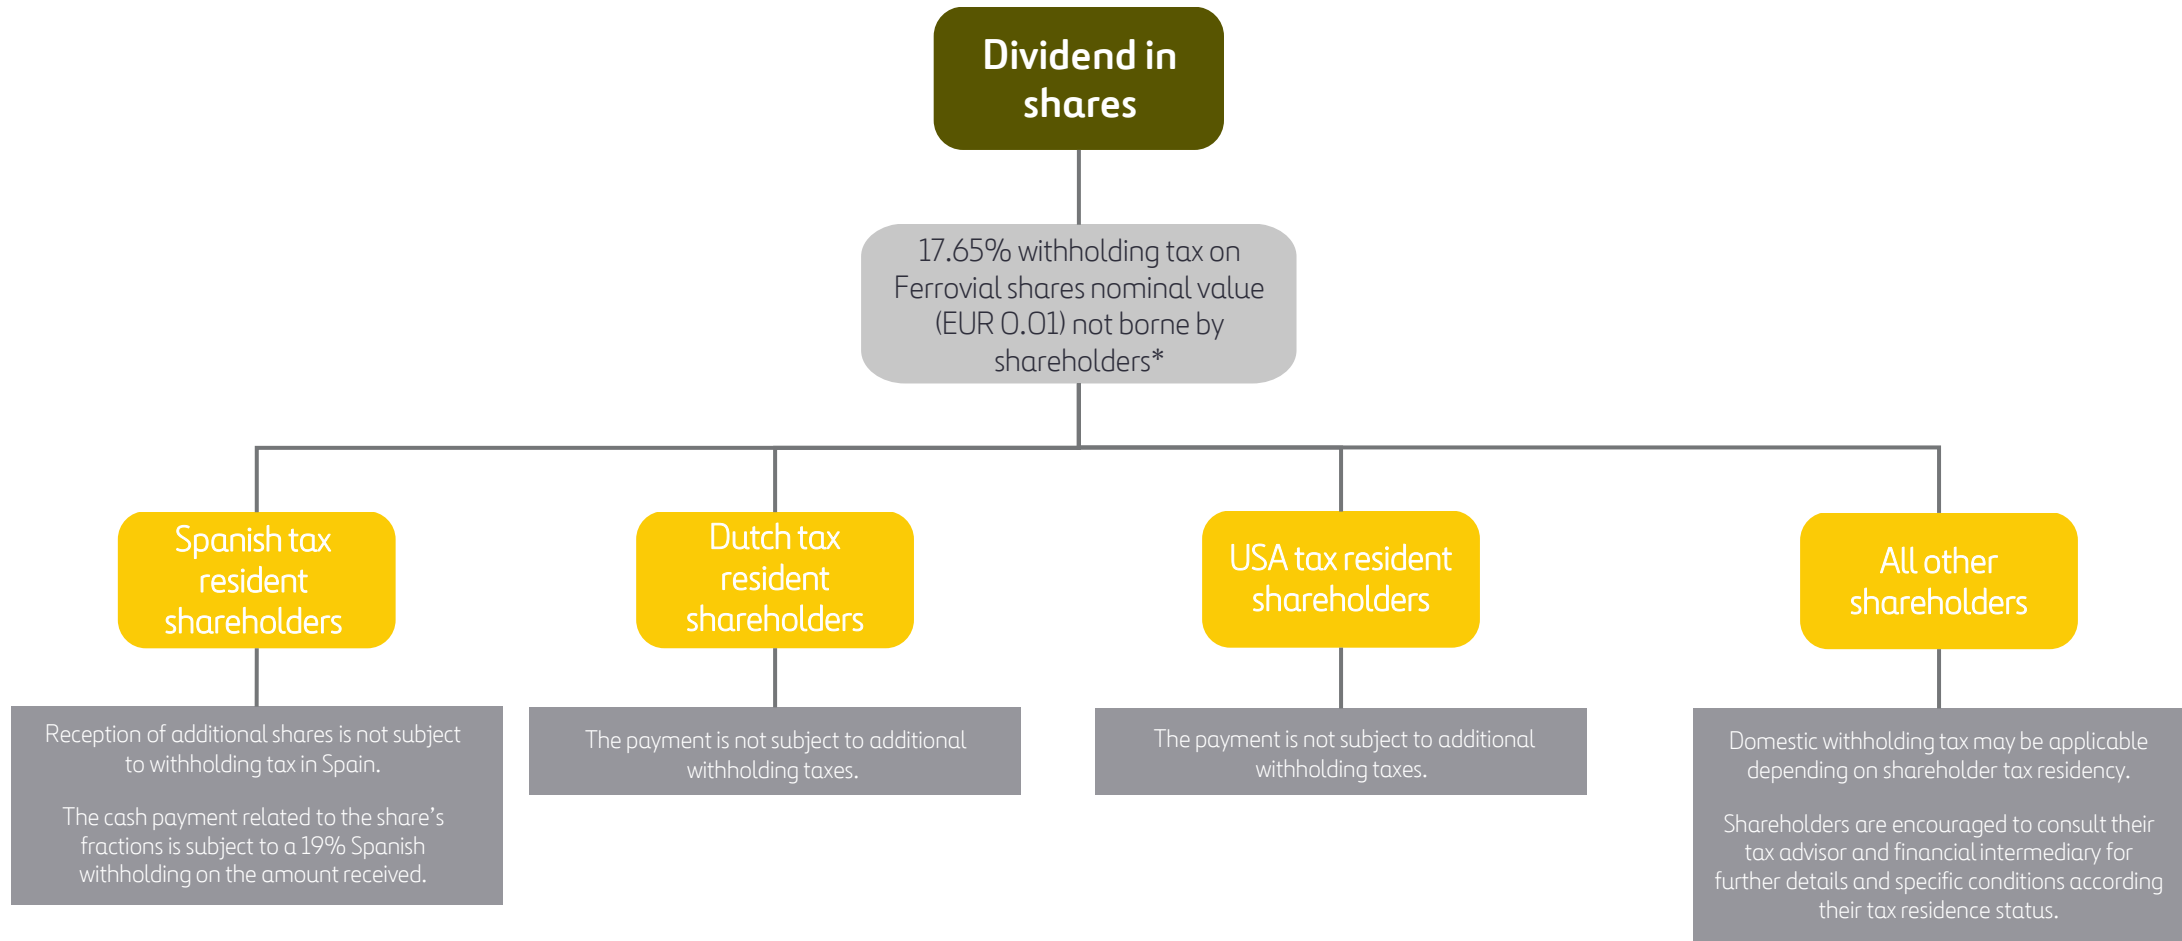 Dividend in
shares
17.65% withholding tax on
Ferrovial shares nominal value
(EUR 0.01) not borne by
shareholders*
Spanish tax
resident
shareholders
Dutch tax
resident
shareholders
USA tax resident
shareholders
All other
shareholders
Reception of additional shares is not subject
to withholding tax in Spain.
The cash payment related to the share's
fractions is subject to a 19% Spanish
withholding on the amount received.
The payment is not subject to additional
withholding taxes.
The payment is not subject to additional
withholding taxes.
Domestic withholding tax may be applicable
depending on shareholder tax residency.
Shareholders are encouraged to consult their
tax advisor and financial intermediary for
further details and specific conditions according
their tax residence status.